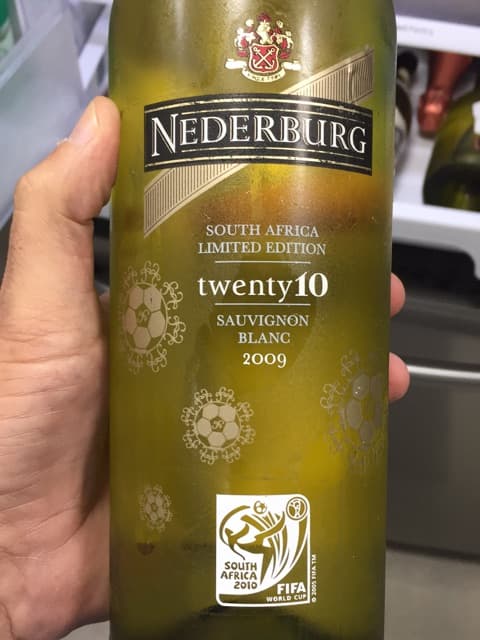 NEDERBURG
SOUTH AFRICA
LIMITED EDITION
twenty10
SAUVIGNON
BLANC
2009
SOUTH
AFRICA
2010
FIFA
WORLD CUP
© 2005 FIFA TM